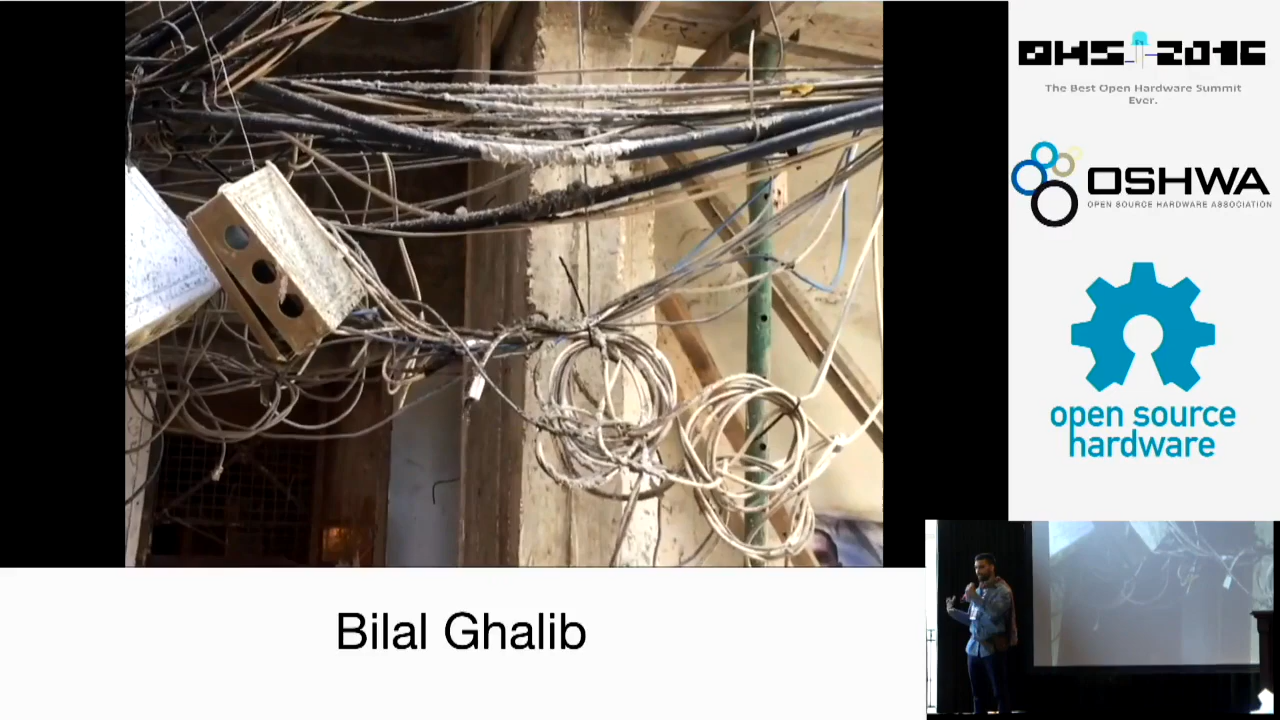 OHS 2016
The Best Open Hardware Summit
Ever.
OSHWA
OPEN SOURCE HARDWARE ASSOCIATION
open source
hardware
Bilal Ghalib